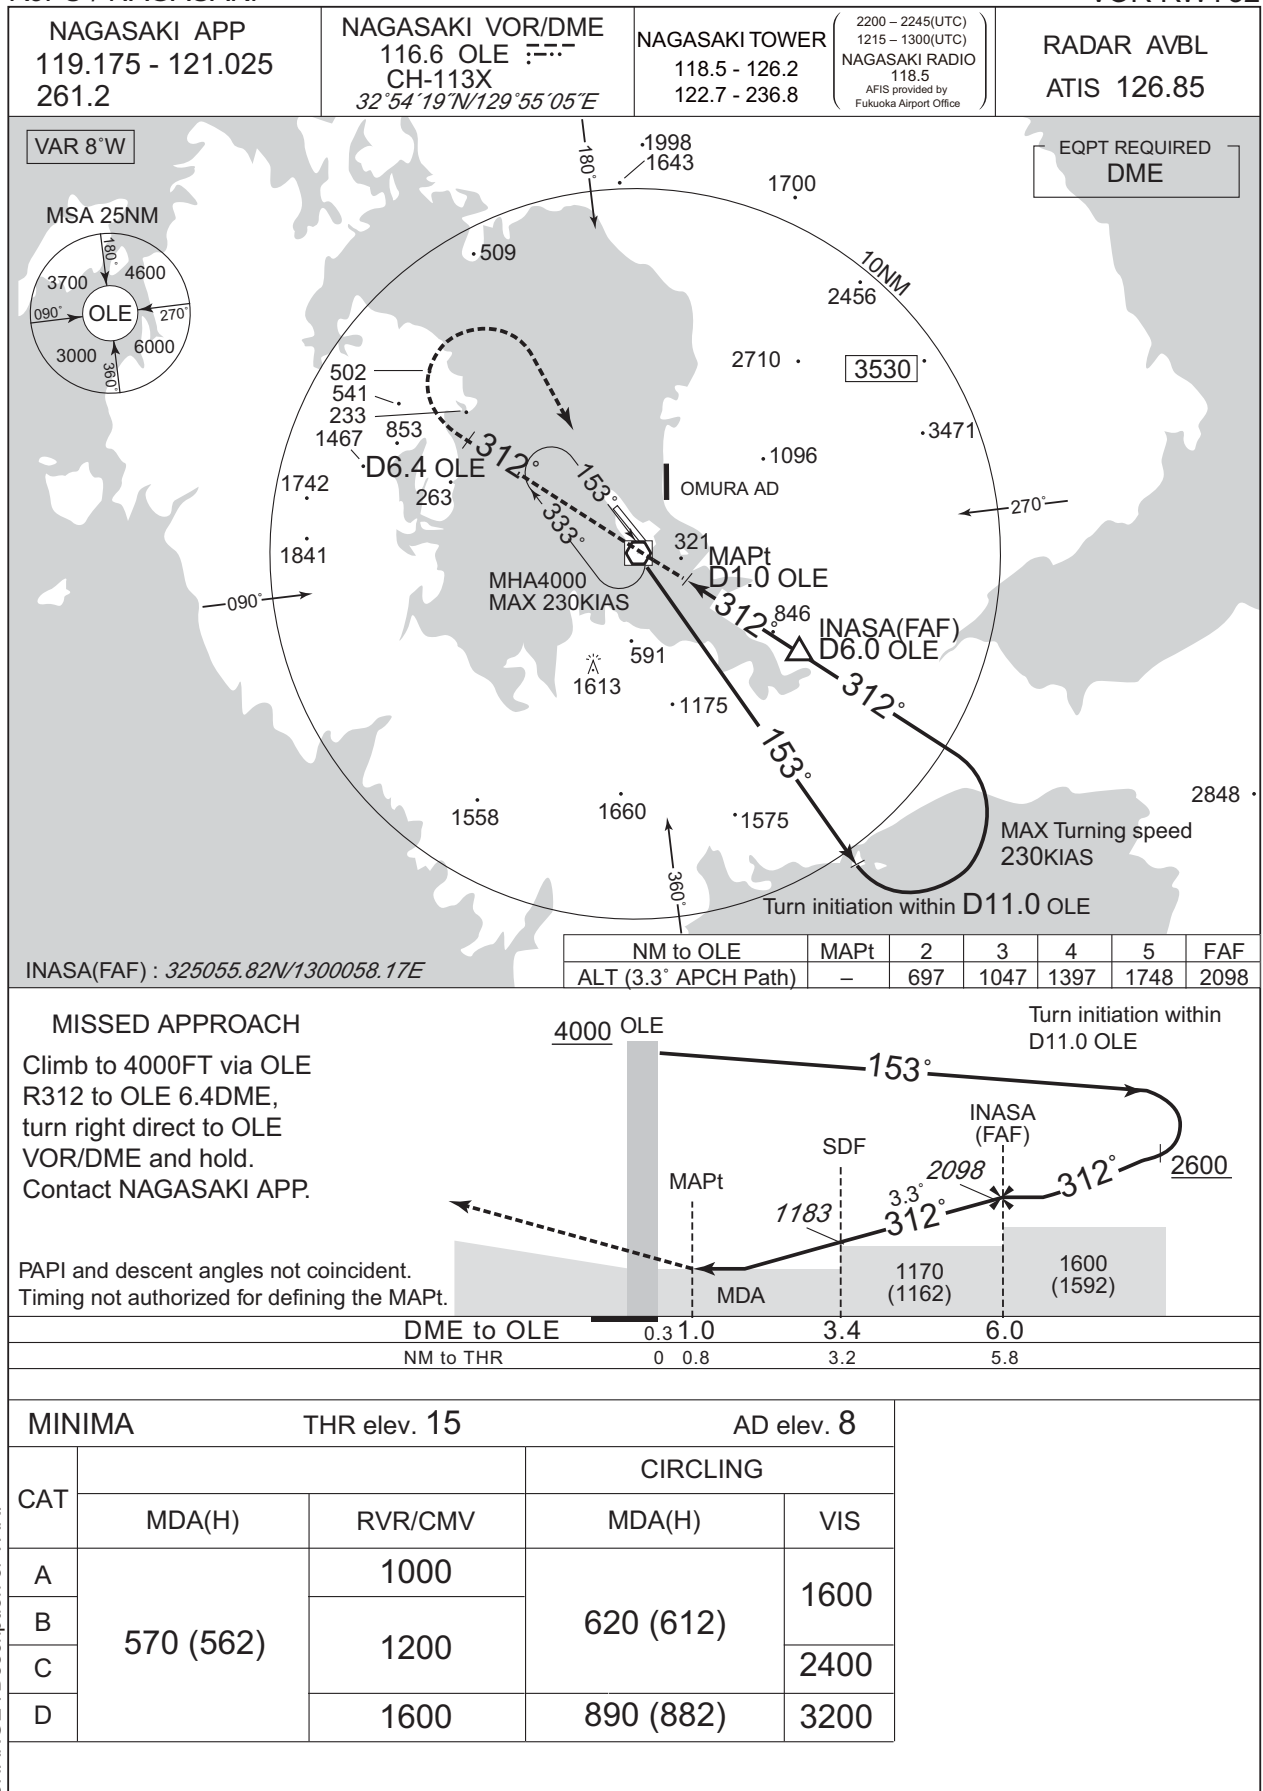 NAGASAKI APP
119.175 - 121.025
261.2
NAGASAKI VOR/DME
116.6 OLE
CH-113X
32°54´19˝N/129°55´05˝E
NAGASAKI TOWER
118.5 - 126.2
122.7 - 236.8
2200 – 2245(UTC)
1215 – 1300(UTC)
NAGASAKI RADIO
118.5
AFIS provided by
Fukuoka Airport Office
RADAR AVBL
ATIS 126.85
VAR 8°W
EQPT REQUIRED
DME
MSA 25NM
180°
3700
4600
090°
OLE
270°
3000
6000
360°
180°
1998
1643
1700
509
10NM
2456
2710
3530
502
541
233
1467
853
3471
1096
D6.4 OLE
312°
153°
1742
263
OMURA AD
333°
270°
1841
321
MAPt
D1.0 OLE
MHA4000
MAX 230KIAS
090°
312°
846
INASA(FAF)
D6.0 OLE
591
1613
312°
1175
153°
2848
1558
1660
1575
MAX Turning speed
230KIAS
360°
Turn initiation within D11.0 OLE
INASA(FAF) : 325055.82N/1300058.17E
NM to OLE MAPt 2 3 4 5 FAF
ALT (3.3° APCH Path) – 697 1047 1397 1748 2098
MISSED APPROACH
Climb to 4000FT via OLE
R312 to OLE 6.4DME,
turn right direct to OLE
VOR/DME and hold.
Contact NAGASAKI APP.
PAPI and descent angles not coincident.
Timing not authorized for defining the MAPt.
4000
OLE
Turn initiation within
D11.0 OLE
153°
INASA
(FAF)
SDF
2098
312°
2600
MAPt
3.3°
1183
312°
MDA
1170
(1162)
1600
(1592)
DME to OLE 0.3 1.0 3.4 6.0
NM to THR 0 0.8 3.2 5.8
MINIMA THR elev. 15 AD elev. 8
CAT
CIRCLING
MDA(H) RVR/CMV MDA(H) VIS
A 1000
1600
B
570 (562) 1200 620 (612)
C 2400
D 1600 890 (882) 3200